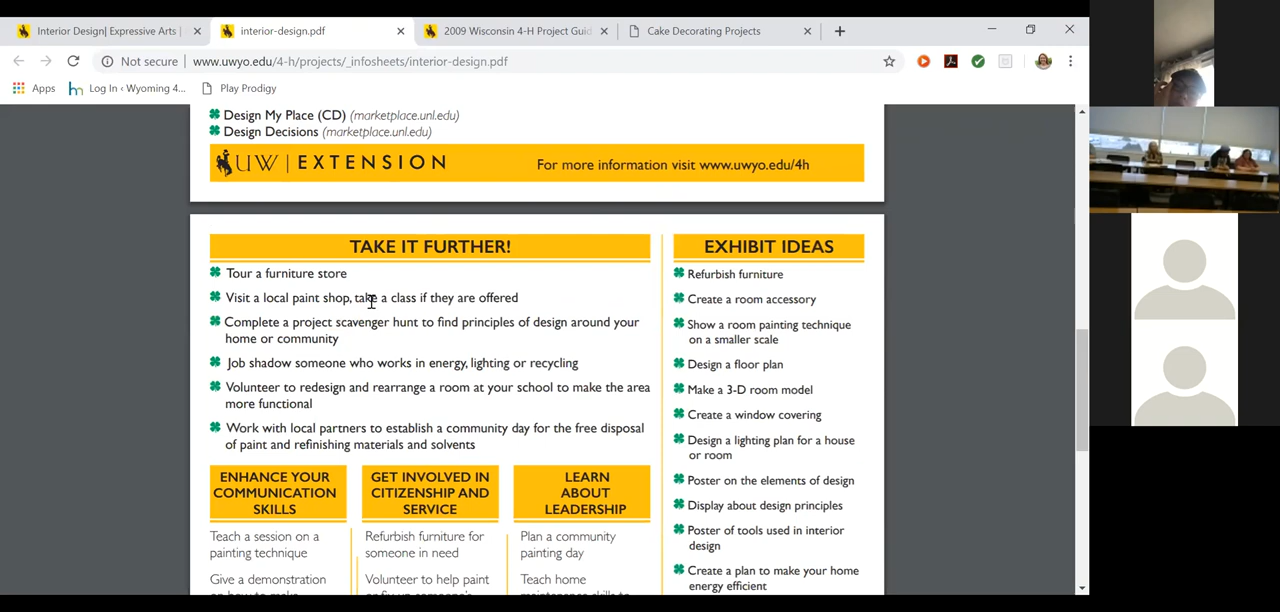 Interior Design| Expressive Arts |
interior-design.pdf
2009 Wisconsin 4-H Project Guid
Cake Decorating Projects
Not secure
www.uwyo.edu/4-h/projects/_infosheets/interior-design.pdf
Apps
Log In ‹ Wyoming 4...
Play Prodigy
Design My Place (CD) (marketplace.unl.edu)
Design Decisions (marketplace.unl.edu)
UW | EXTENSION
For more information visit www.uwyo.edu/4h
TAKE IT FURTHER!
Tour a furniture store
Visit a local paint shop, take a class if they are offered
Complete a project scavenger hunt to find principles of design around your
home or community
Job shadow someone who works in energy, lighting or recycling
Volunteer to redesign and rearrange a room at your school to make the area
more functional
Work with local partners to establish a community day for the free disposal
of paint and refinishing materials and solvents
ENHANCE YOUR
COMMUNICATION
SKILLS
Teach a session on a
painting technique
Give a demonstration
GET INVOLVED IN
CITIZENSHIP AND
SERVICE
Refurbish furniture for
someone in need
Volunteer to help paint
LEARN
ABOUT
LEADERSHIP
Plan a community
painting day
Teach home
EXHIBIT IDEAS
Refurbish furniture
Create a room accessory
Show a room painting technique
on a smaller scale
Design a floor plan
Make a 3-D room model
Create a window covering
Design a lighting plan for a house
or room
Poster on the elements of design
Display about design principles
Poster of tools used in interior
design
Create a plan to make your home
energy efficient